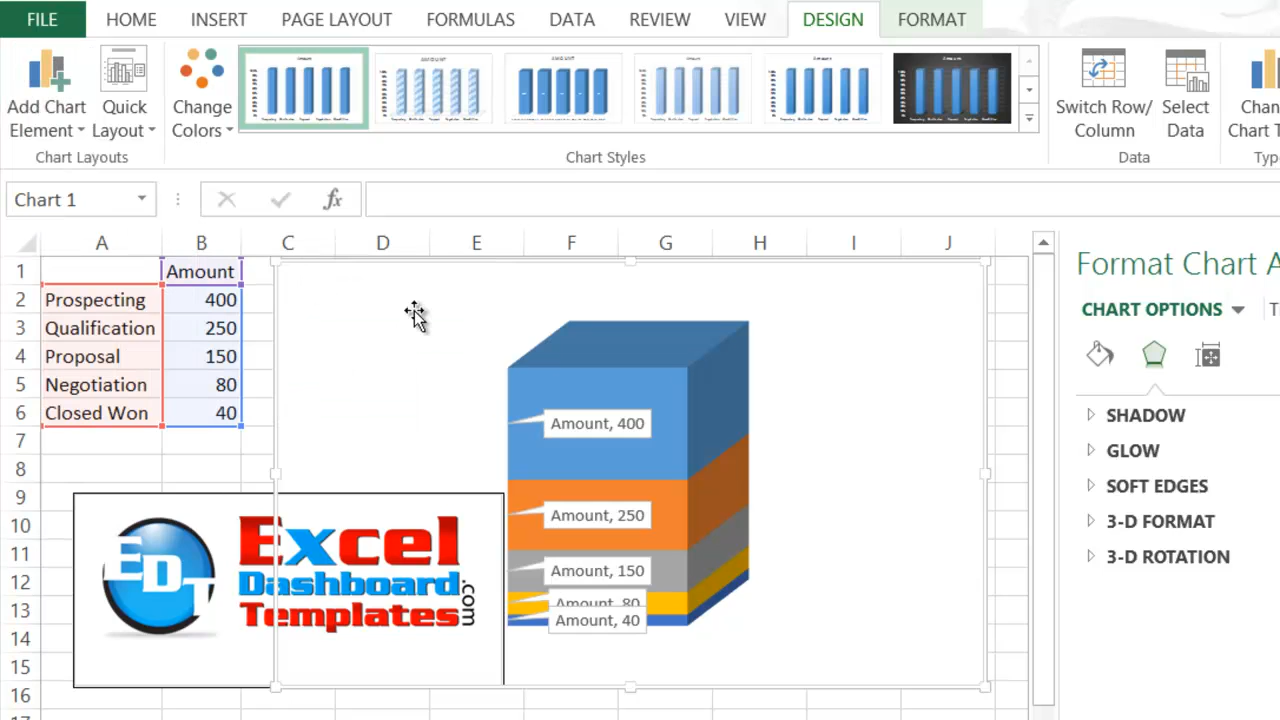 FILE HOME INSERT PAGE LAYOUT FORMULAS DATA REVIEW VIEW DESIGN FORMAT
Add Chart Element
Quick Layout
Change Colors
Switch Row/ Column
Select Data
Chart Layouts
Chart Styles
Data
Chart 1
fx
A B C D E F G H I J
1 Amount
2 Prospecting 400
3 Qualification 250
4 Proposal 150
5 Negotiation 80
6 Closed Won 40
7
8
9
10
11
12
13
14
15
16
Amount, 400
Amount, 250
Amount, 150
Amount, 80
Amount, 40
EDT
Excel
Dashboard
Templates
.com
Format Chart
CHART OPTIONS
SHADOW
GLOW
SOFT EDGES
3-D FORMAT
3-D ROTATION